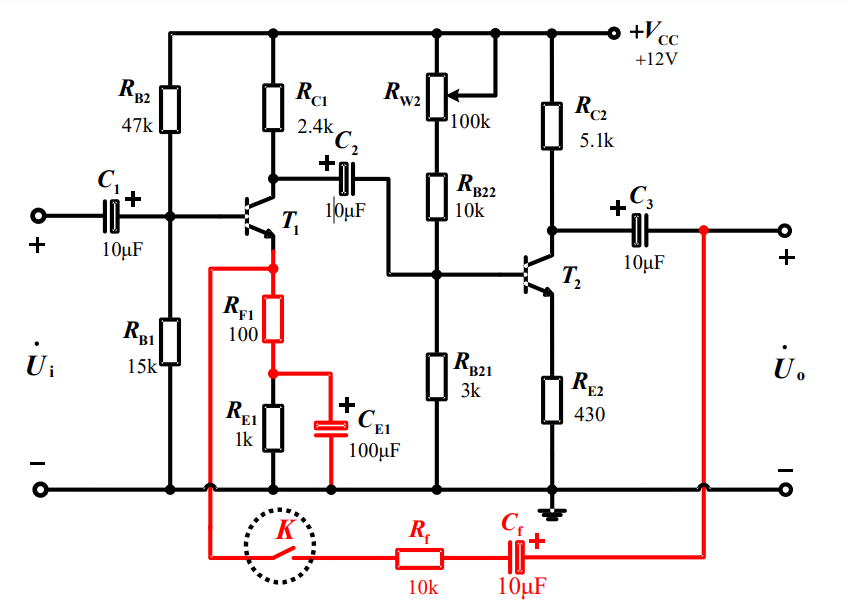 +VCC
+12V
RB2
47k
RC1
2.4k
RW2
100k
RC2
5.1k
C2
+
10μF
C1
+
10μF
T1
RB22
10k
C3
+
10μF
T2
+
+
RF1
100
RB1
15k
RB21
3k
U̇i
U̇o
RE1
1k
+
CE1
100μF
RE2
430
−
−
K
Rf
10k
Cf
+
10μF